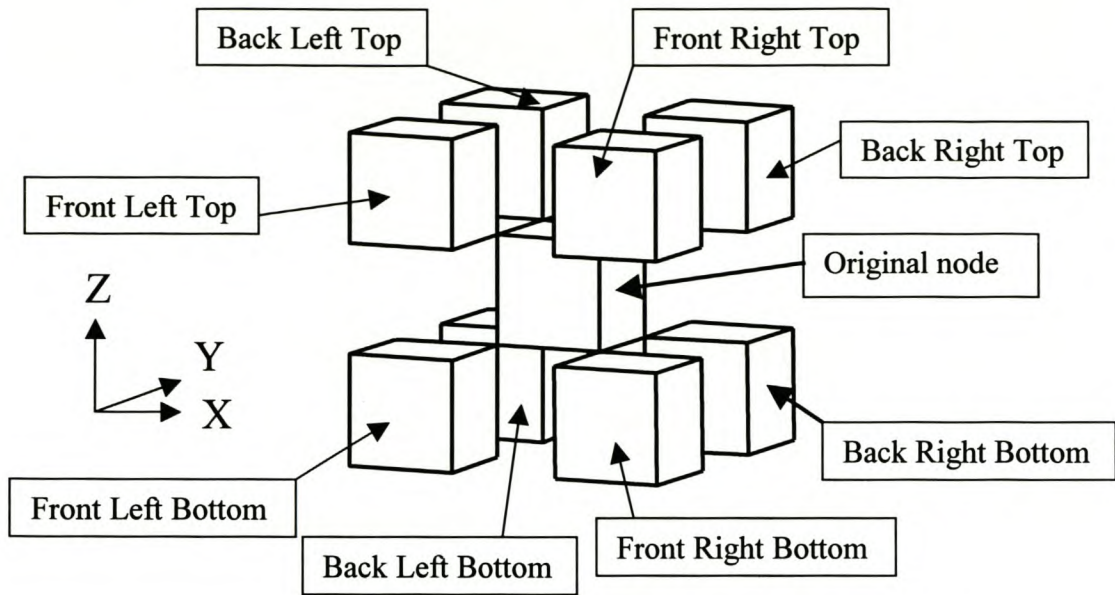 Back Left Top
Front Right Top
Back Right Top
Front Left Top
Original node
Z
Y
X
Back Right Bottom
Front Left Bottom
Front Right Bottom
Back Left Bottom